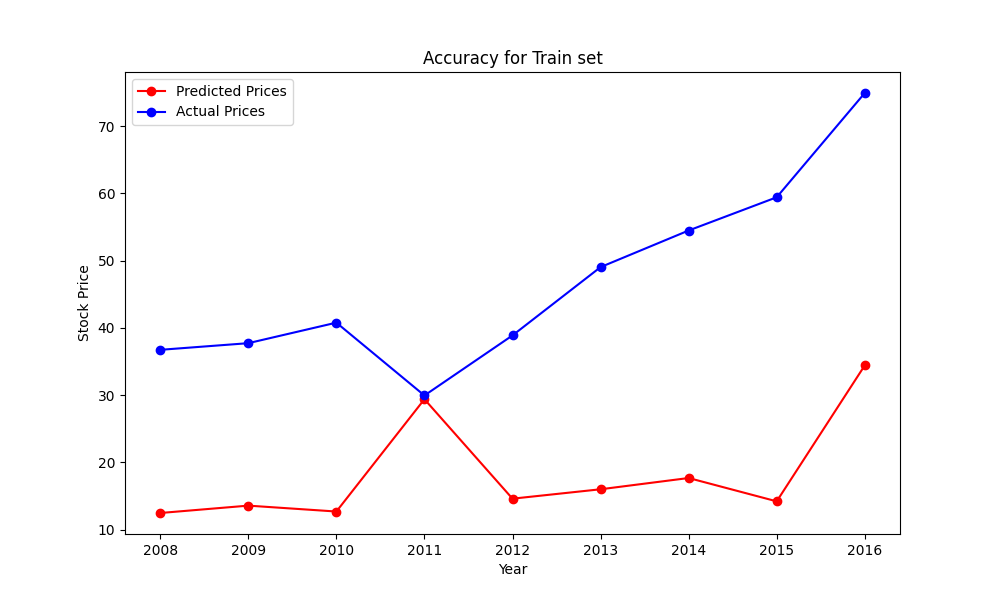 Accuracy for Train set
Predicted Prices
Actual Prices
70
60
50
40
30
20
10
Stock Price
2008 2009 2010 2011 2012 2013 2014 2015 2016
Year